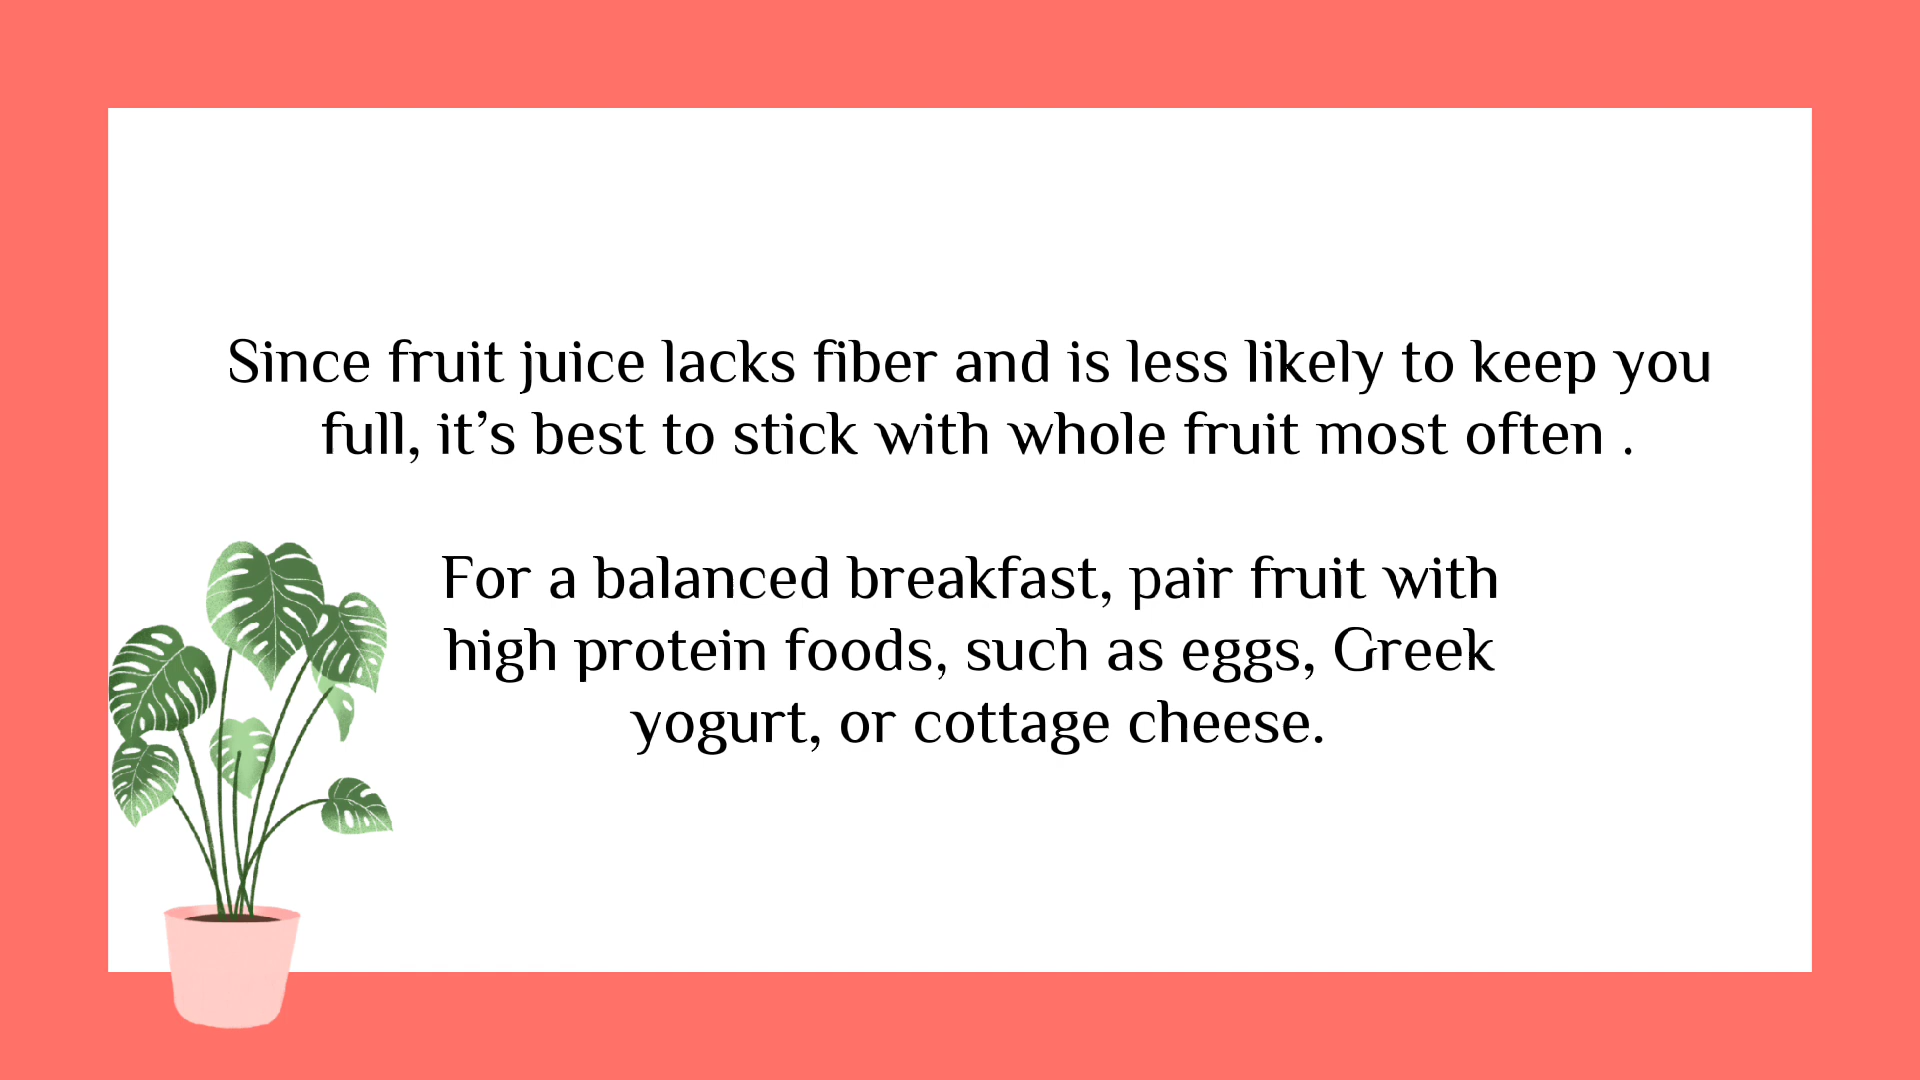 Since fruit juice lacks fiber and is less likely to keep you
full, it’s best to stick with whole fruit most often .
For a balanced breakfast, pair fruit with
high protein foods, such as eggs, Greek
yogurt, or cottage cheese.